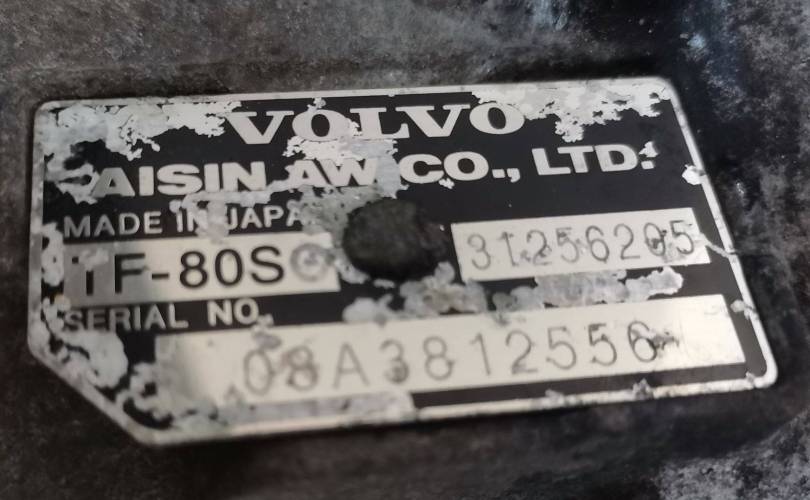 VOLVO
AISIN AW CO., LTD.
MADE IN JAPA
TF-80SC 31256205
SERIAL NO.
08A3812556